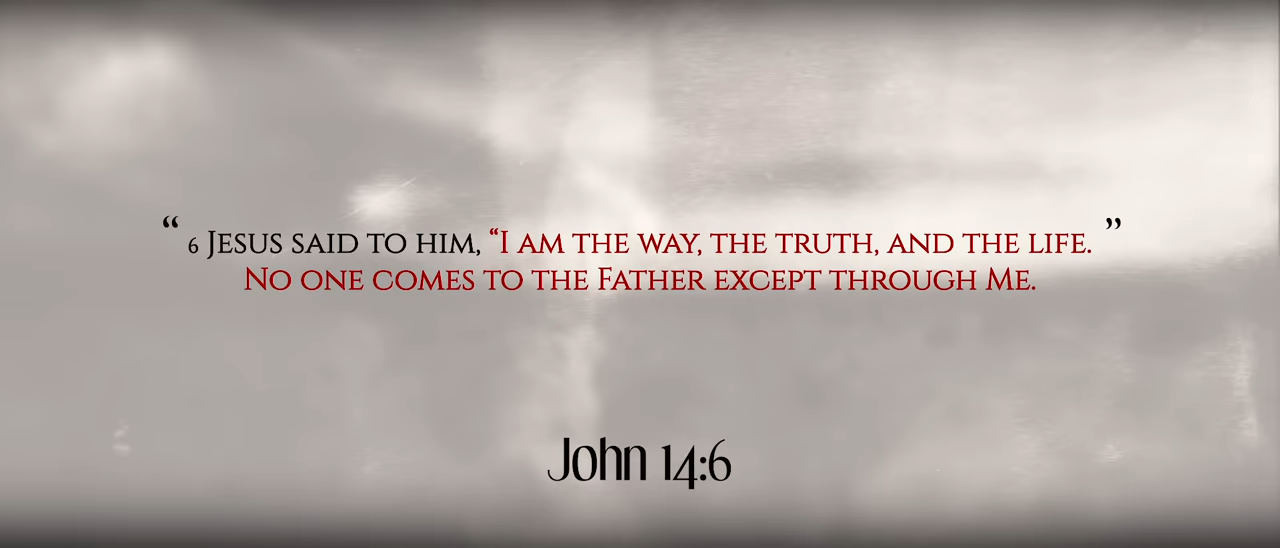 “ 6 Jesus said to him, “I am the way, the truth, and the life. ”
No one comes to the Father except through Me.
John 14:6